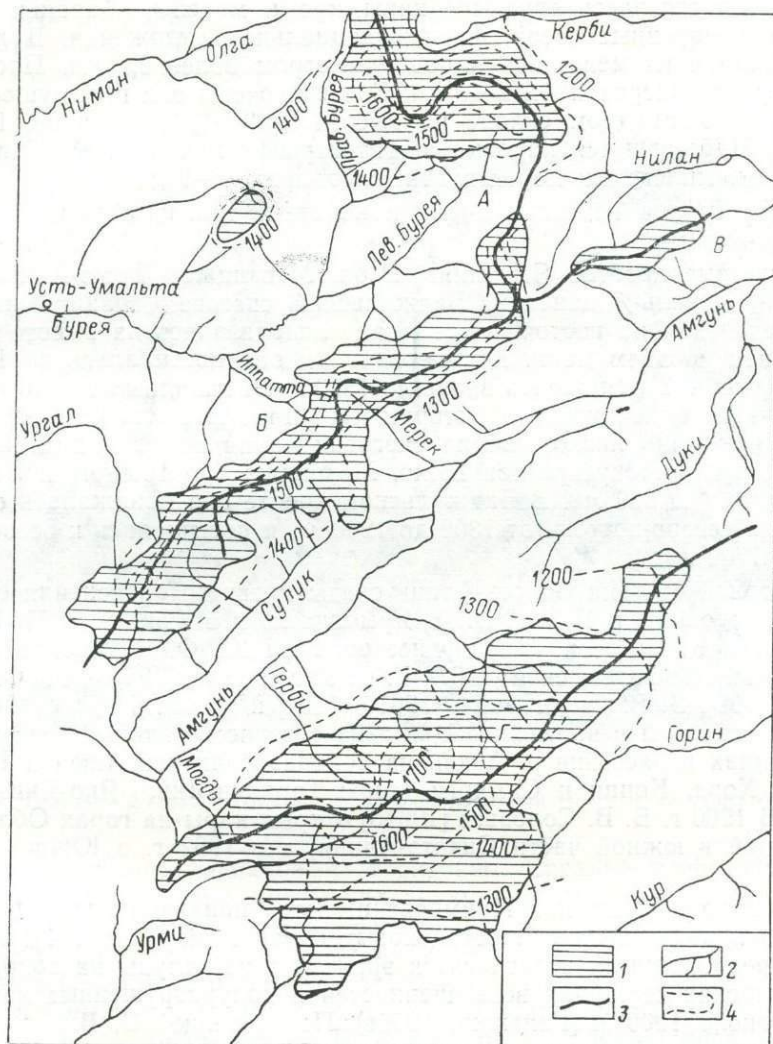 Керби
Олга
Ниман
1200
1400
1600
1500
Прав. Бурея
1400
Нилан
А
Лев. Бурея
В
1400
Усть-Умальта
Бурея
Амгунь
Иппатта
1300
Мерек
Ургал
Б
Дуки
1500
1400
1200
Сулук
1300
Амгунь
Герби
Горин
Могды
1700
1500
1600
1400
1300
Кур
Урми
1
2
3
4